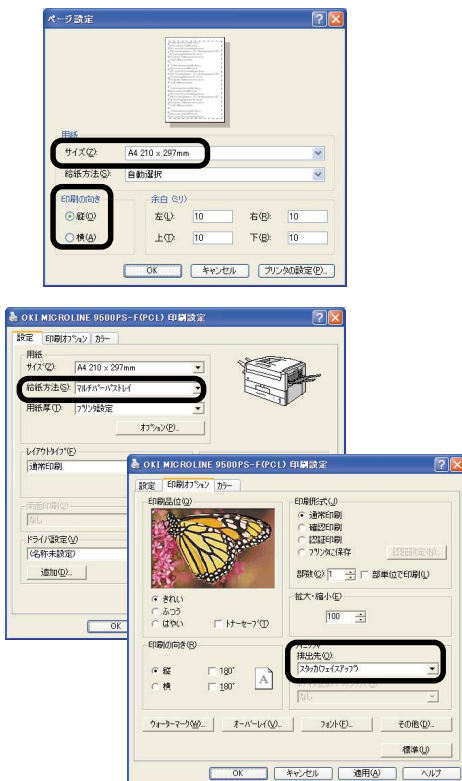 ページ設定
用紙
サイズ(Z): A4 210 x 297mm
給紙方法(S): 自動選択
印刷の向き
縦(O)
横(A)
余白 (ミリ)
左(L): 10 右(R): 10
上(T): 10 下(B): 10
OK キャンセル プリンタの設定(P)...
OKI MICROLINE 9500PS-F(PCL) 印刷設定
設定 印刷オプション カラー
用紙
サイズ(Z): A4 210 x 297mm
給紙方法(S): マルチパーパストレイ
用紙厚(T): プリンタ設定
オプション(P)...
レイアウトタイプ(E)
通常印刷
両面印刷(2)
なし
ドライバ設定(V)
(名称未設定)
追加(D)...
OK
OKI MICROLINE 9500PS-F(PCL) 印刷設定
設定 印刷オプション カラー
印刷品位(Q)
きれい
ふつう
はやい トナーセーブ(T)
印刷の向き(R)
縦 180°
横 180°
A
印刷形式(J)
通常印刷
確認印刷
認証印刷
プリンタに保存
部数(C): 1 部単位で印刷(L)
拡大・縮小(E)
100
排出先(O):
スタッカ(フェイスアップ)
なし
ウォーターマーク(W)... オーバーレイ(V)... フォント(F)... その他(D)...
標準(U)
OK キャンセル 適用(A) ヘルプ